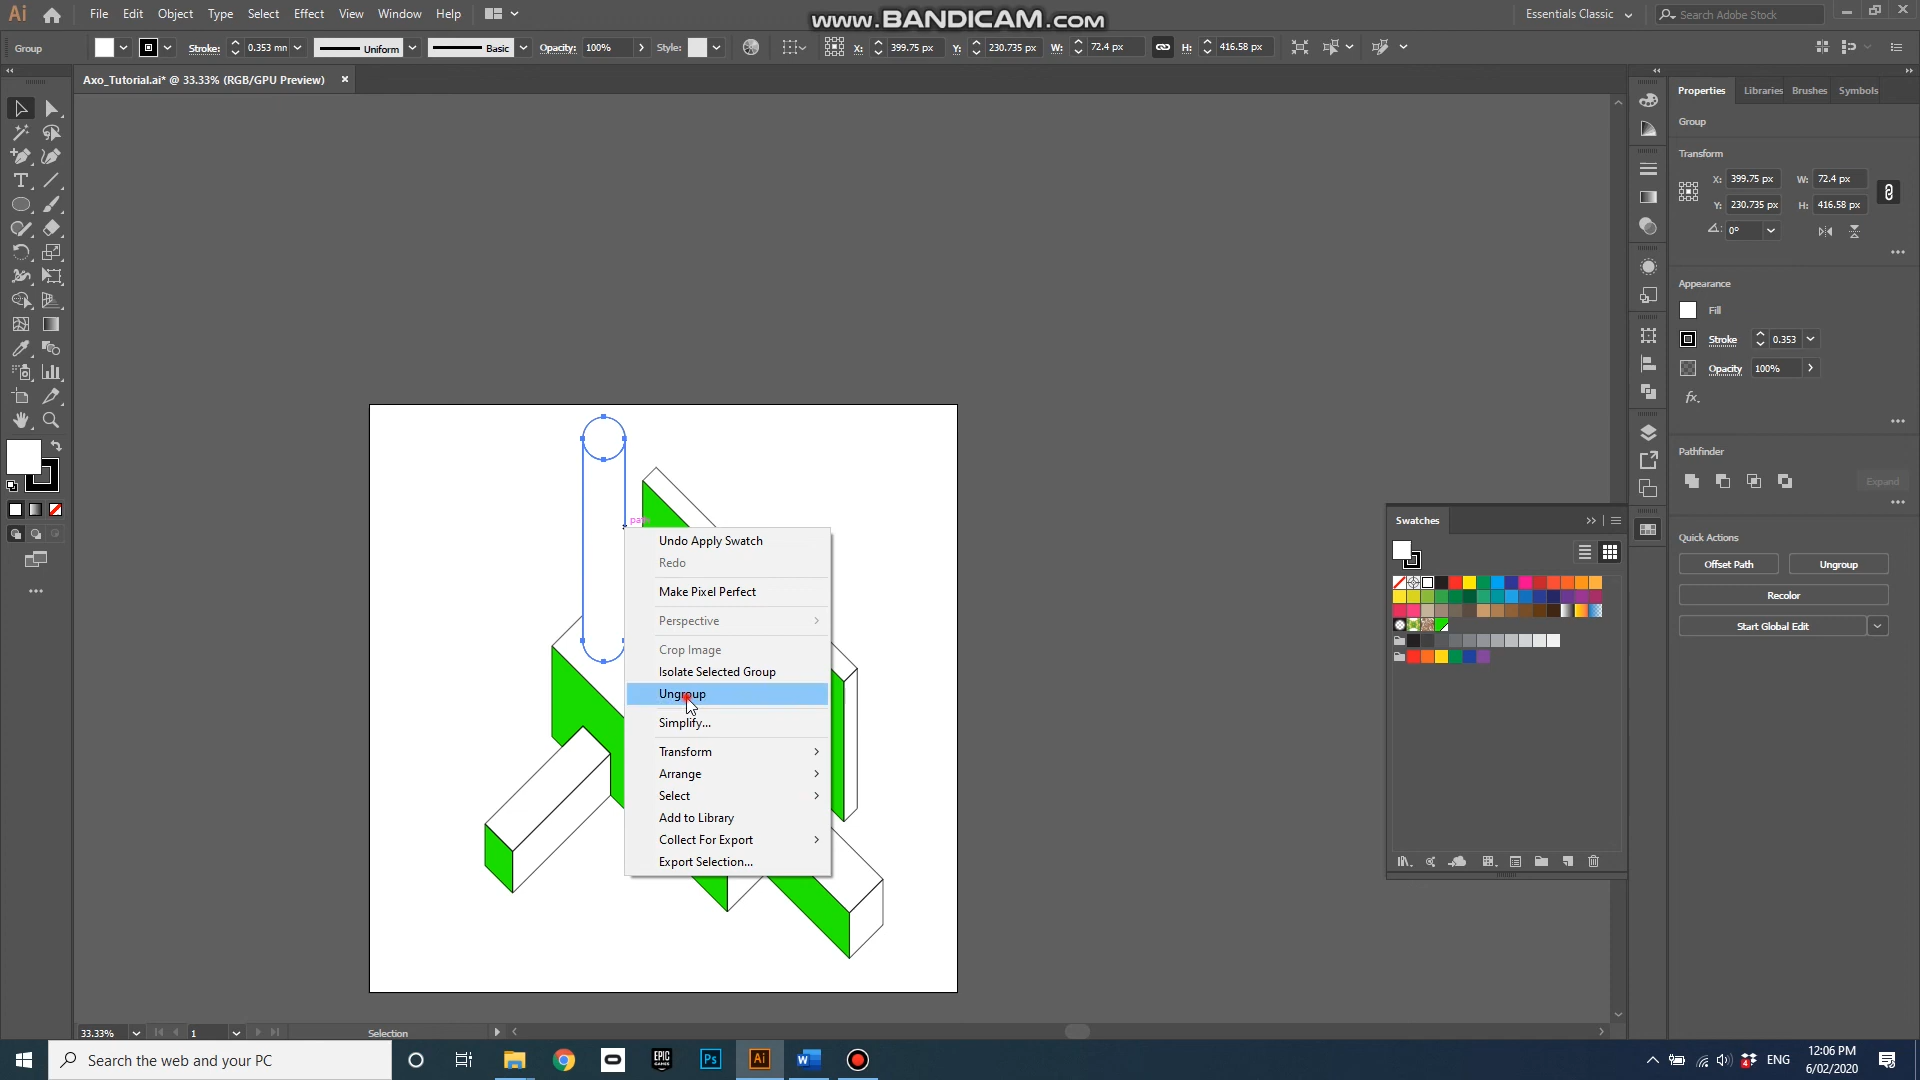 Ai File Edit Object Type Select Effect View Window Help
www.BANDICAM.com
Essentials Classic
Search Adobe Stock
Group Stroke: 0.353 mm Uniform Basic Opacity: 100% Style: X: 399.75 px Y: 230.735 px W: 72.4 px H: 416.58 px
Axo_Tutorial.ai* @ 33.33% (RGB/GPU Preview) ×
Properties Libraries Brushes Symbols
Group
Transform
X: 399.75 px W: 72.4 px
Y: 230.735 px H: 416.58 px
0°
Appearance
Fill
Stroke 0.353
Opacity 100%
fx.
Pathfinder
Expand
Quick Actions
Offset Path Ungroup
Recolor
Start Global Edit
Swatches
Undo Apply Swatch
Redo
Make Pixel Perfect
Perspective
Crop Image
Isolate Selected Group
Ungroup
Simplify...
Transform
Arrange
Select
Add to Library
Collect For Export
Export Selection...
33.33% 1 Selection
Search the web and your PC
EPIC GAMES
Ps
Ai
W
4
ENG
12:06 PM
6/02/2020